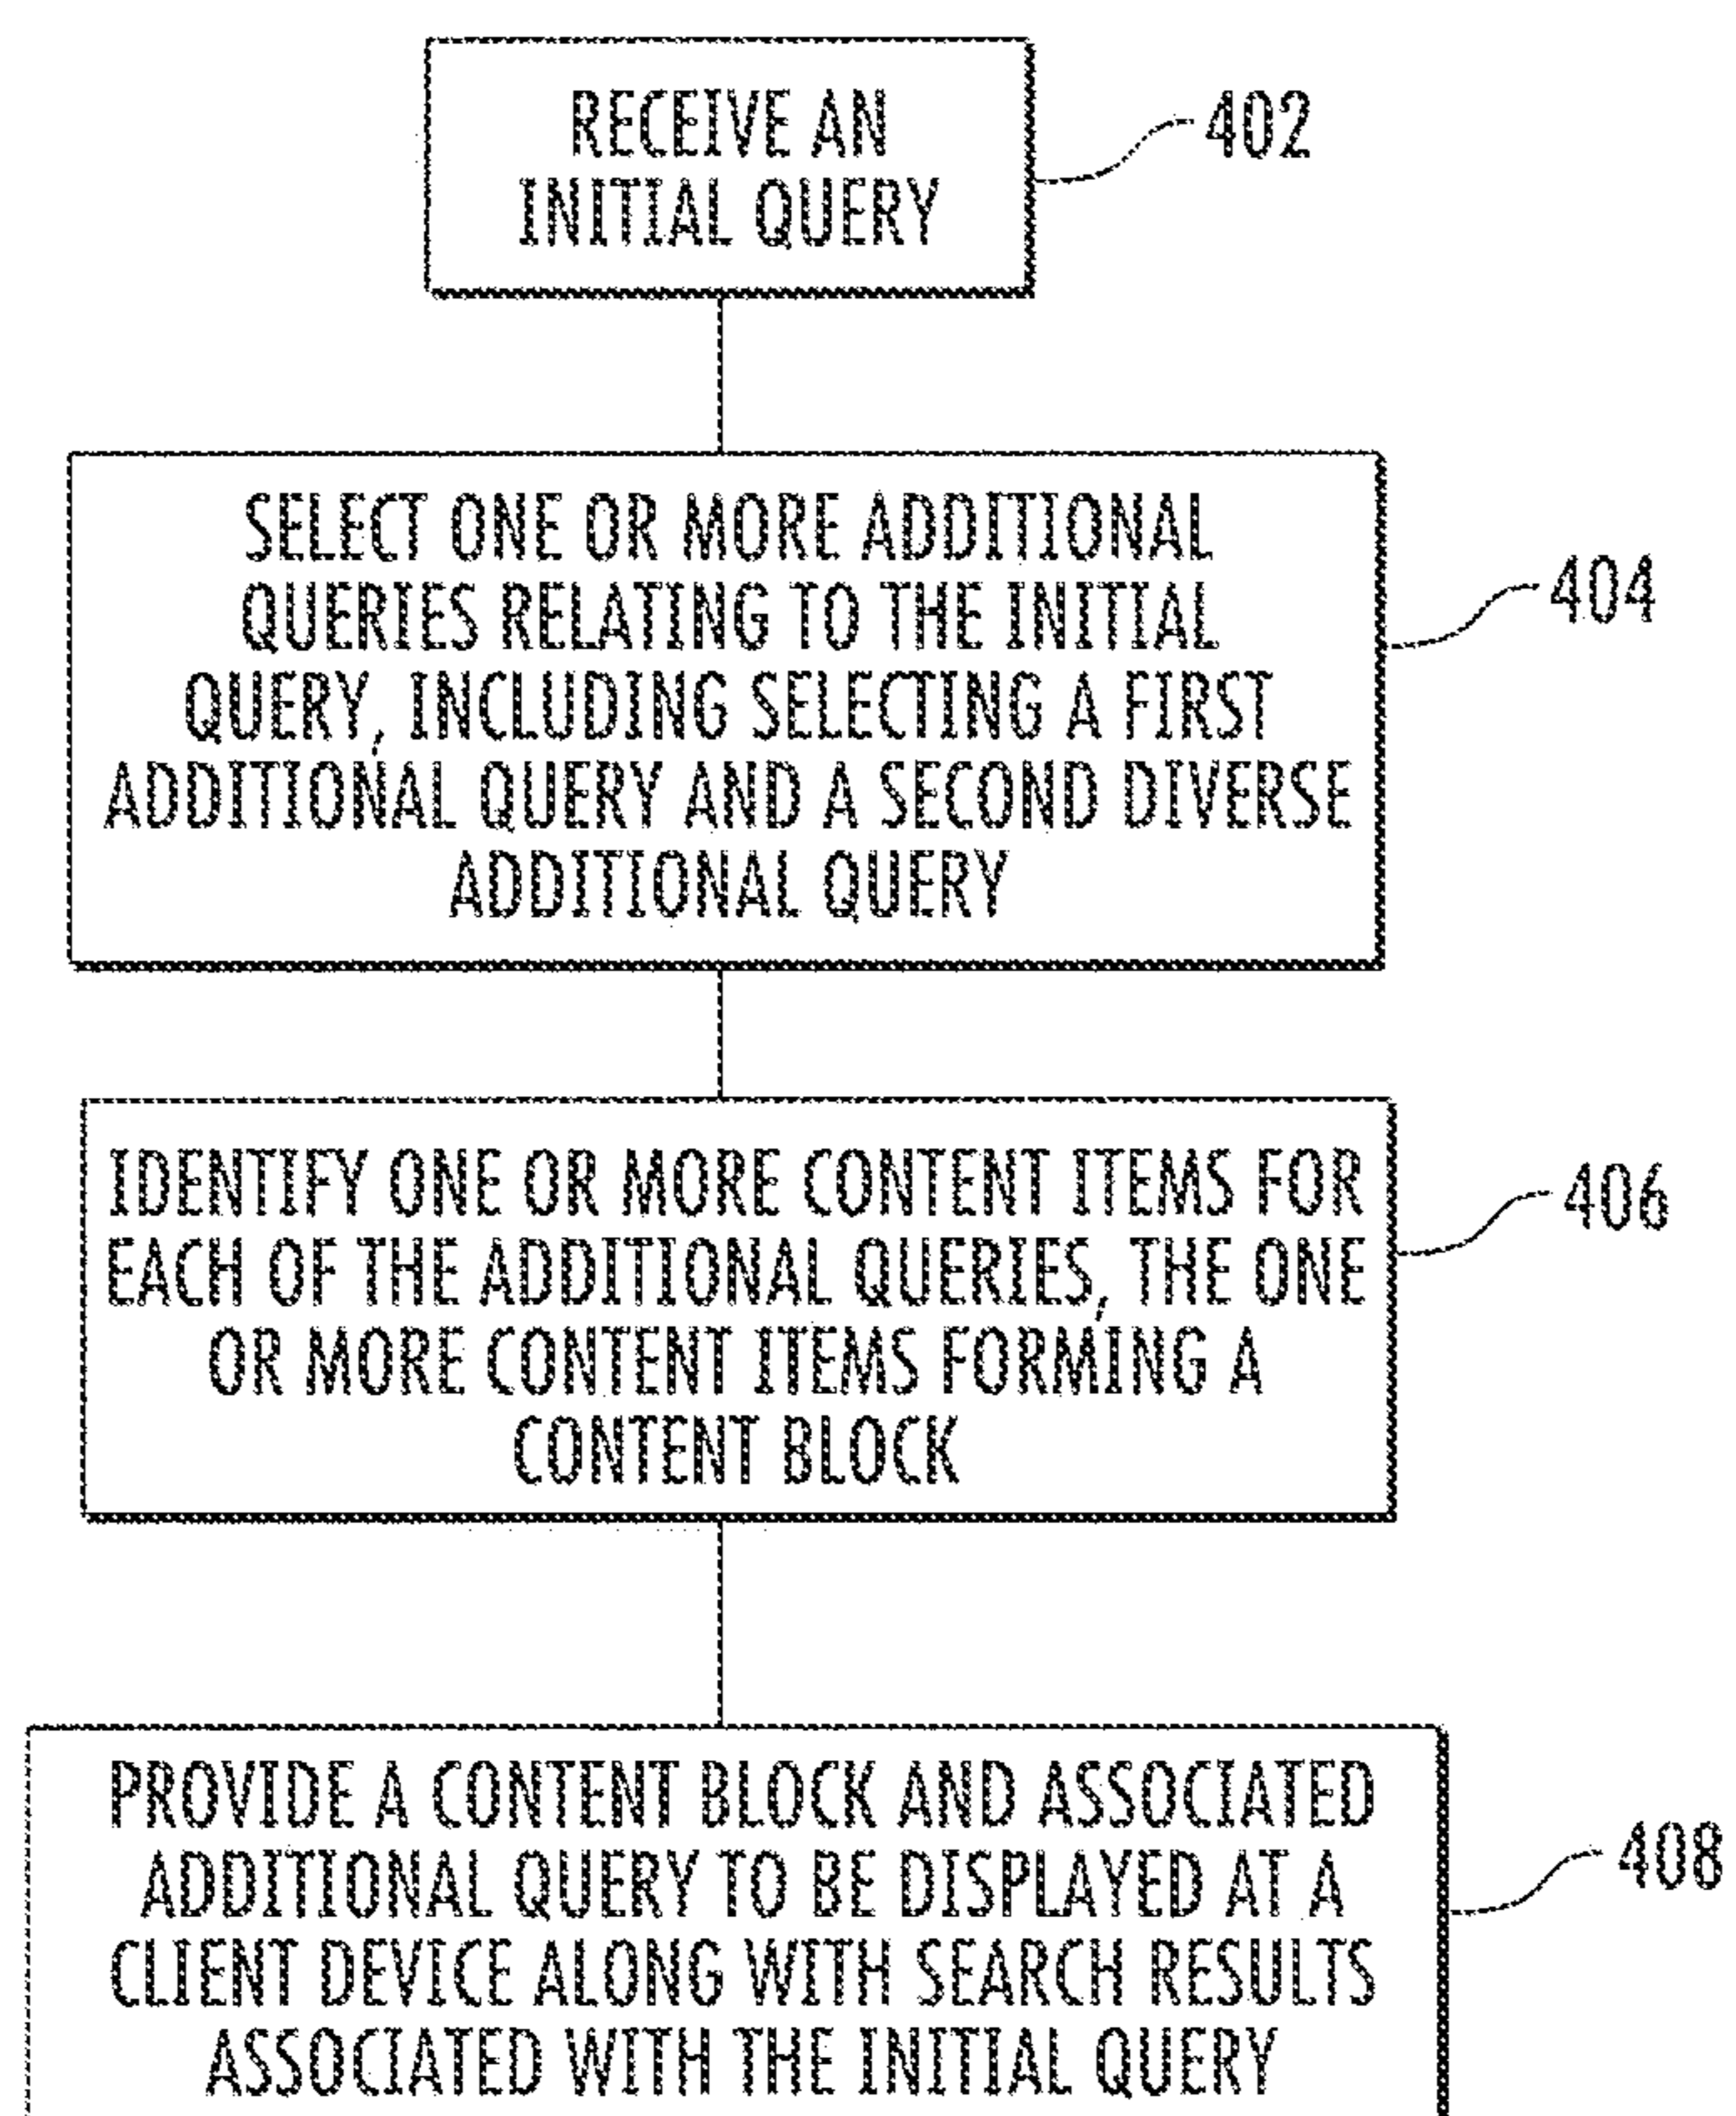 RECEIVE AN
INITIAL QUERY
402
SELECT ONE OR MORE ADDITIONAL
QUERIES RELATING TO THE INITIAL
QUERY, INCLUDING SELECTING A FIRST
ADDITIONAL QUERY AND A SECOND DIVERSE
ADDITIONAL QUERY
404
IDENTIFY ONE OR MORE CONTENT ITEMS FOR
EACH OF THE ADDITIONAL QUERIES, THE ONE
OR MORE CONTENT ITEMS FORMING A
CONTENT BLOCK
406
PROVIDE A CONTENT BLOCK AND ASSOCIATED
ADDITIONAL QUERY TO BE DISPLAYED AT A
CLIENT DEVICE ALONG WITH SEARCH RESULTS
ASSOCIATED WITH THE INITIAL QUERY
408